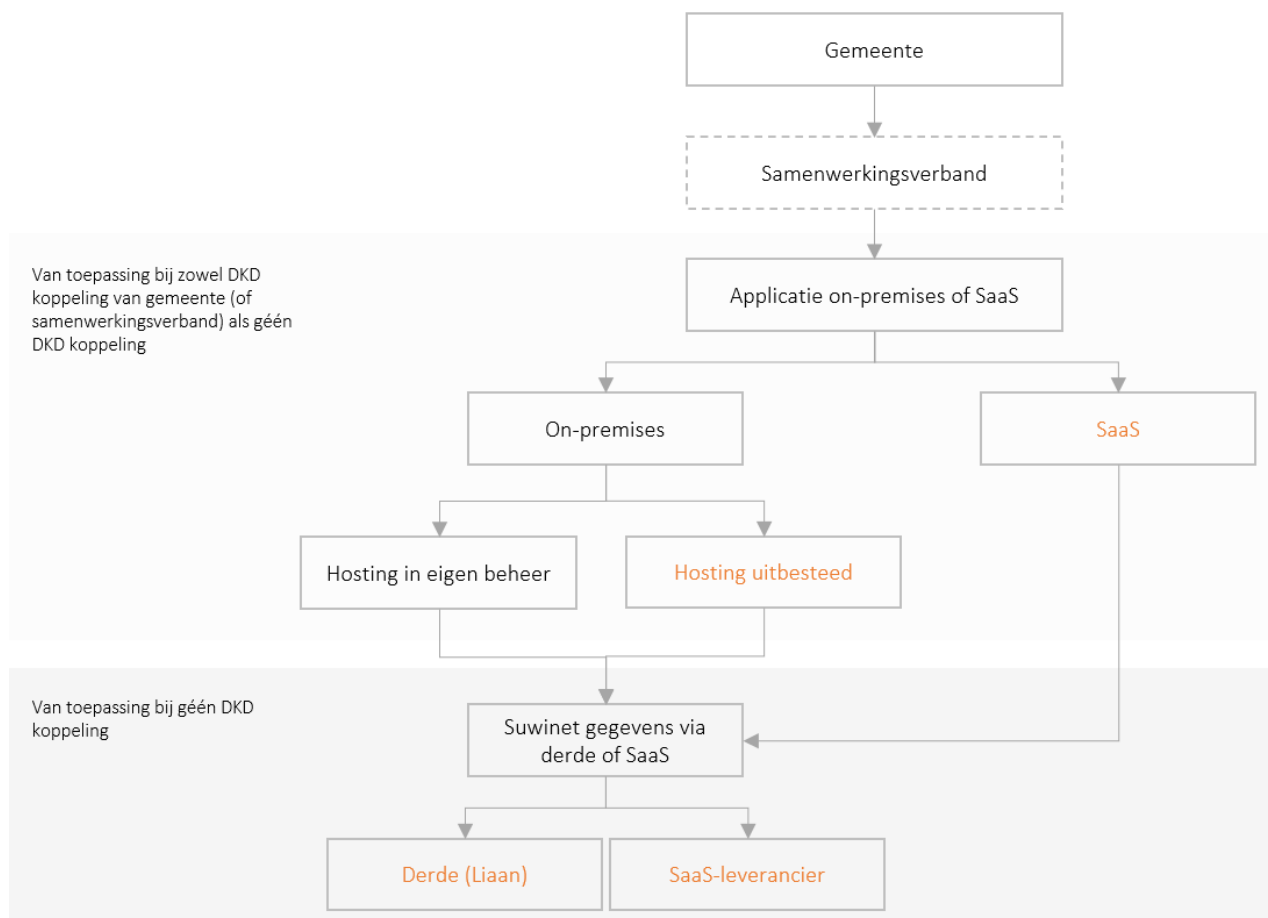 Gemeente
Samenwerkingsverband
Van toepassing bij zowel DKD
koppeling van gemeente (of
samenwerkingsverband) als géén
DKD koppeling
Applicatie on-premises of SaaS
On-premises
SaaS
Hosting in eigen beheer
Hosting uitbesteed
Van toepassing bij géén DKD
koppeling
Suwinet gegevens via
derde of SaaS
Derde (Liaan)
SaaS-leverancier